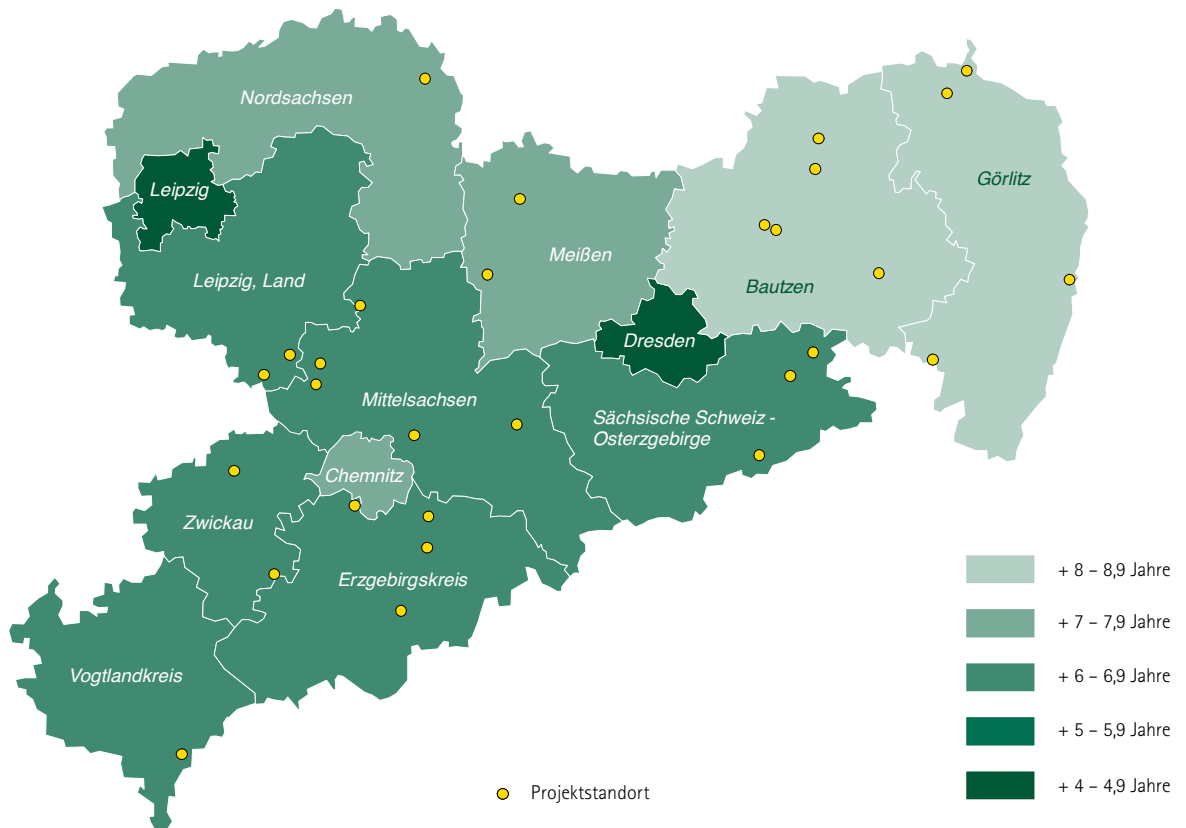 Nordsachsen
Görlitz
Leipzig
Meißen
Leipzig, Land
Bautzen
Dresden
Mittelsachsen
Sächsische Schweiz -
Osterzgebirge
Chemnitz
Zwickau
Erzgebirgskreis
Vogtlandkreis
+ 8 – 8,9 Jahre
+ 7 – 7,9 Jahre
+ 6 – 6,9 Jahre
+ 5 – 5,9 Jahre
+ 4 – 4,9 Jahre
Projektstandort